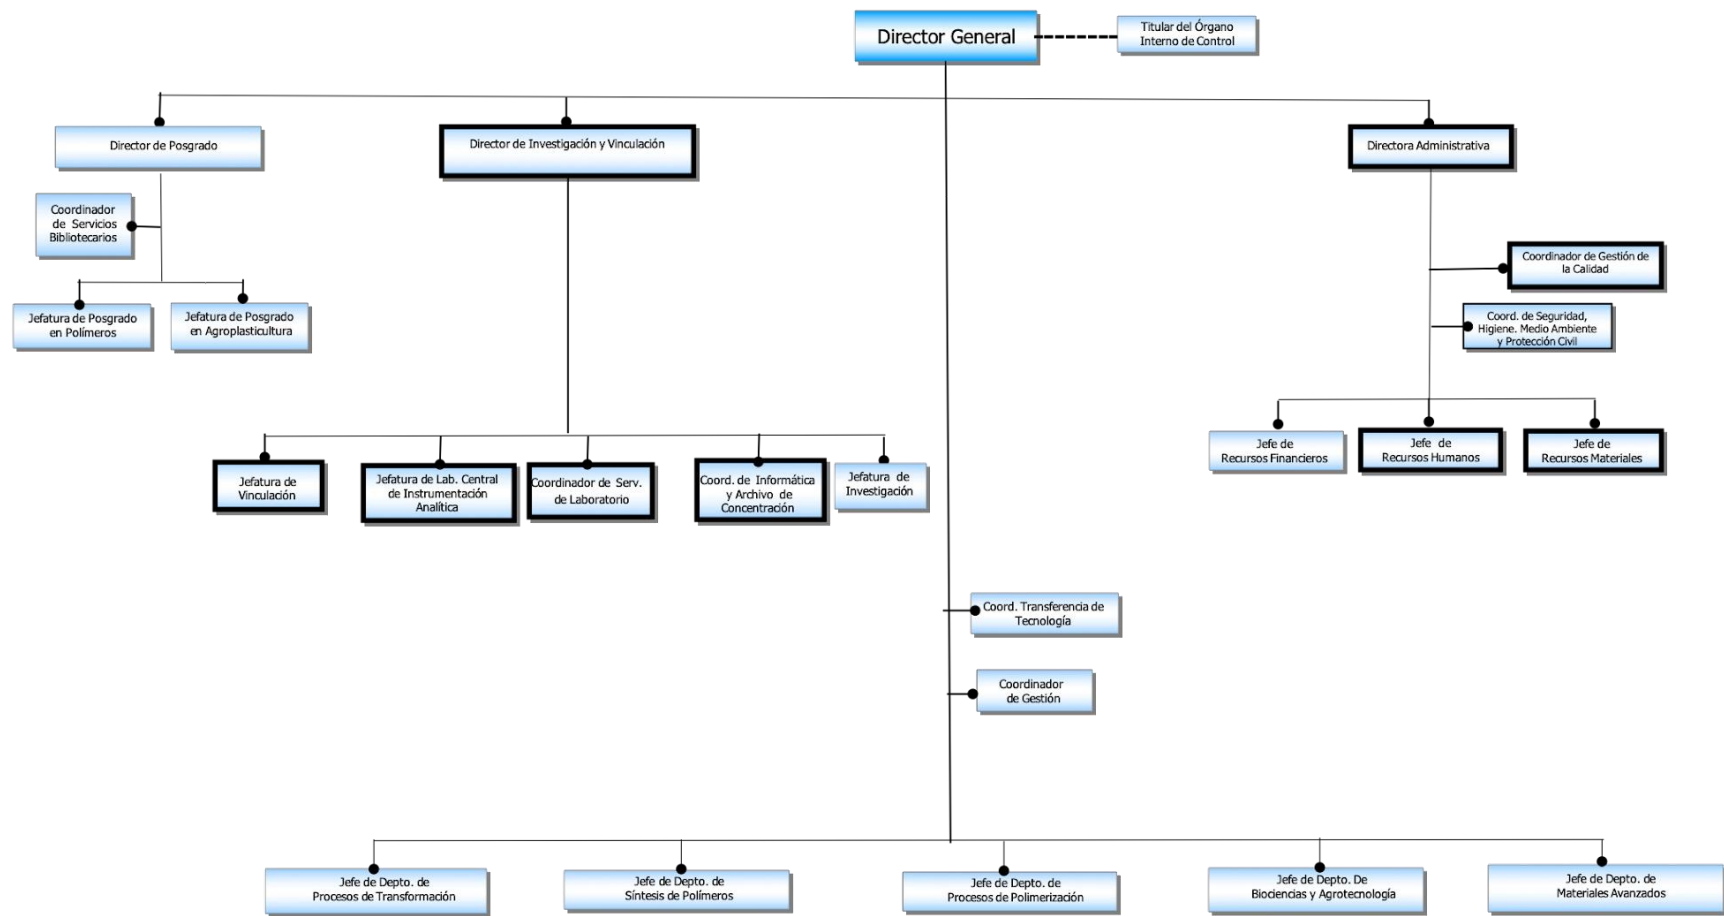 Director General
Titular del Órgano
Interno de Control
Director de Posgrado
Director de Investigación y Vinculación
Directora Administrativa
Coordinador
de Servicios
Bibliotecarios
Coordinador de Gestión de
la Calidad
Jefatura de Posgrado
en Polímeros
Jefatura de Posgrado
en Agroplasticultura
Coord. de Seguridad,
Higiene. Medio Ambiente
y Protección Civil
Jefe de
Recursos Financieros
Jefe de
Recursos Humanos
Jefe de
Recursos Materiales
Jefatura de
Vinculación
Jefatura de Lab. Central
de Instrumentación
Analítica
Coordinador de Serv.
de Laboratorio
Coord. de Informática
y Archivo de
Concentración
Jefatura de
Investigación
Coord. Transferencia de
Tecnología
Coordinador
de Gestión
Jefe de Depto. de
Procesos de Transformación
Jefe de Depto. de
Síntesis de Polímeros
Jefe de Depto. de
Procesos de Polimerización
Jefe de Depto. De
Biociencias y Agrotecnología
Jefe de Depto. de
Materiales Avanzados